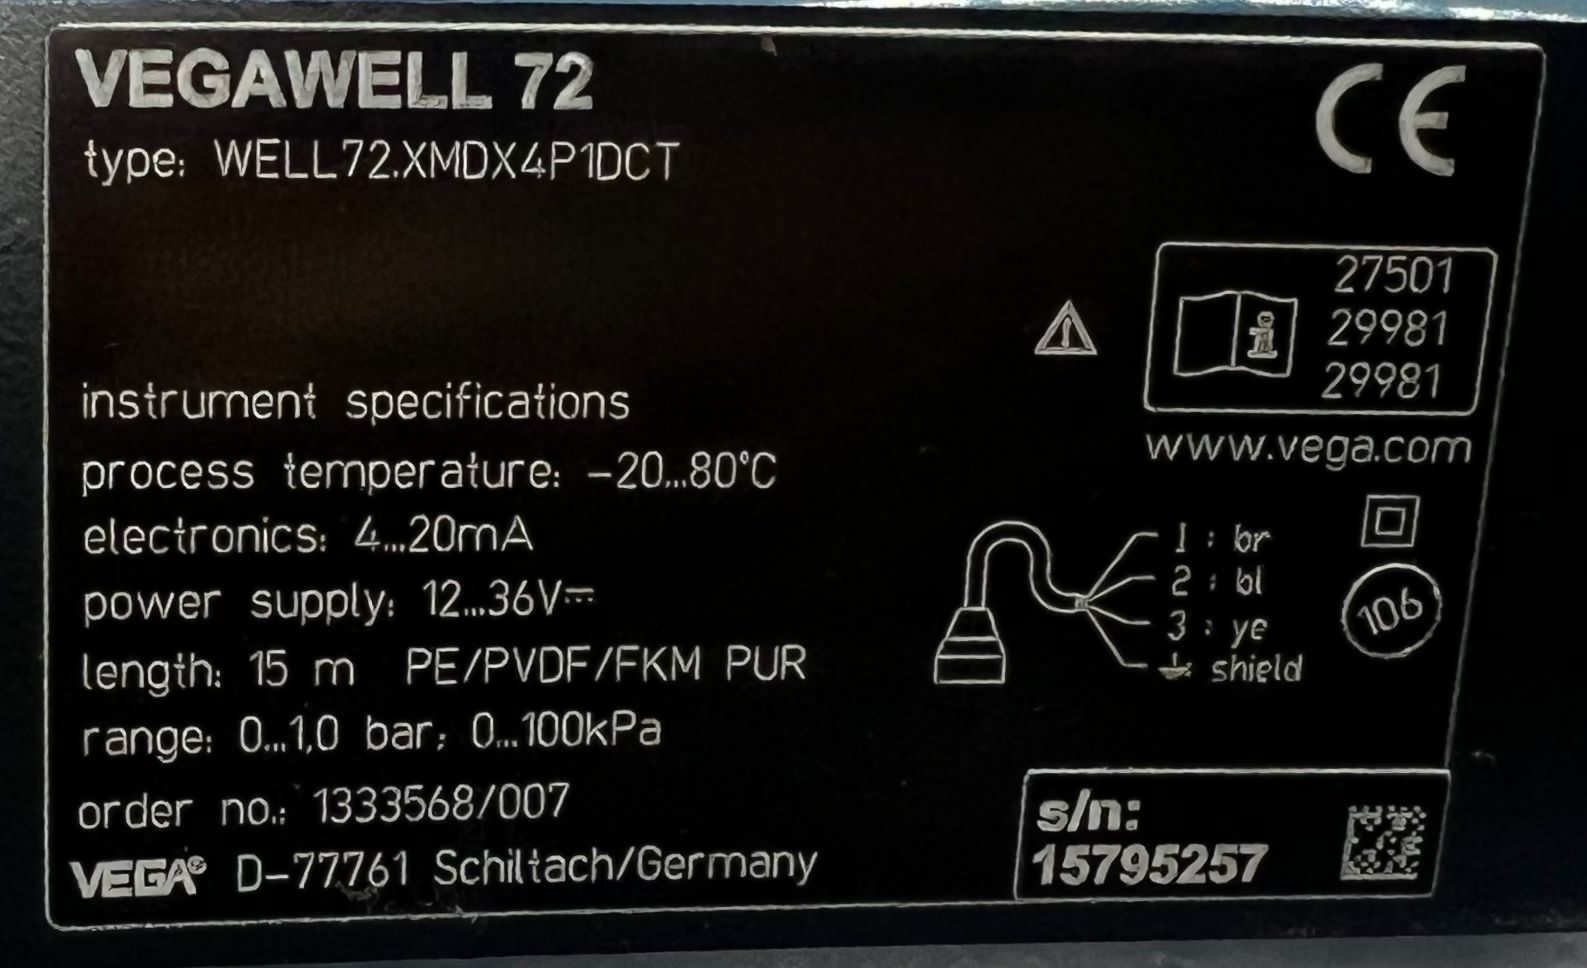 VEGAWELL 72
type: WELL72.XMDX4P1DCT
CE
27501
29981
29981
www.vega.com
instrument specifications
process temperature: -20...80°C
electronics: 4...20mA
power supply: 12...36V⎓
length: 15 m PE/PVDF/FKM PUR
range: 0...1,0 bar; 0...100kPa
order no.: 1333568/007
VEGA® D-77761 Schiltach/Germany
1 : br
2 : bl
3 : ye
⏚: shield
106
s/n:
15795257